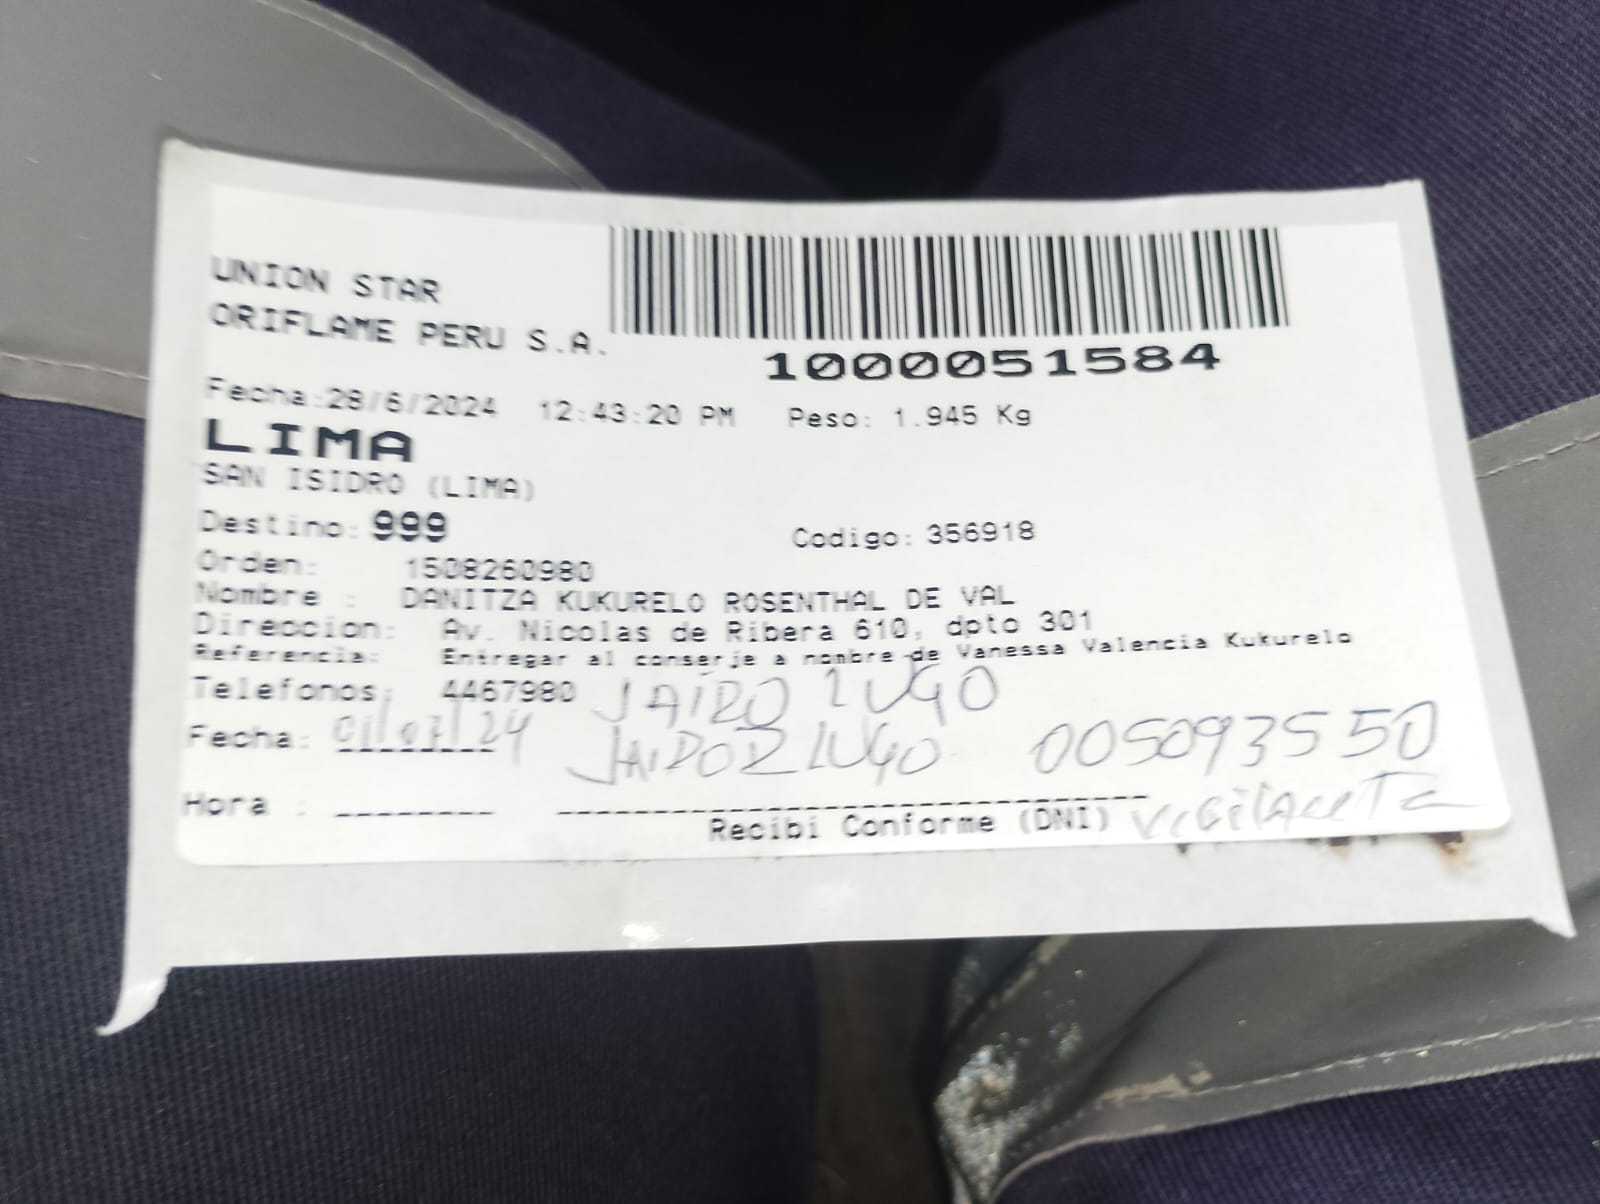 UNION STAR
ORIFLAME PERU S.A.
1000051584
Fecha:28/6/2024 12:43:20 PM Peso: 1.945 Kg
LIMA
SAN ISIDRO (LIMA)
Destino: 999 Codigo: 356918
Orden: 1508260980
Nombre : DANITZA KUKURELO ROSENTHAL DE VAL
Direccion: Av. Nicolas de Ribera 610, dpto 301
Referencia: Entregar al conserje a nombre de Vanessa Valencia Kukurelo
Telefonos: 4467980 JAIRO LUGO
Fecha: 01/07/24 LUGO 005093550
Hora :
Recibi Conforme (DNI)